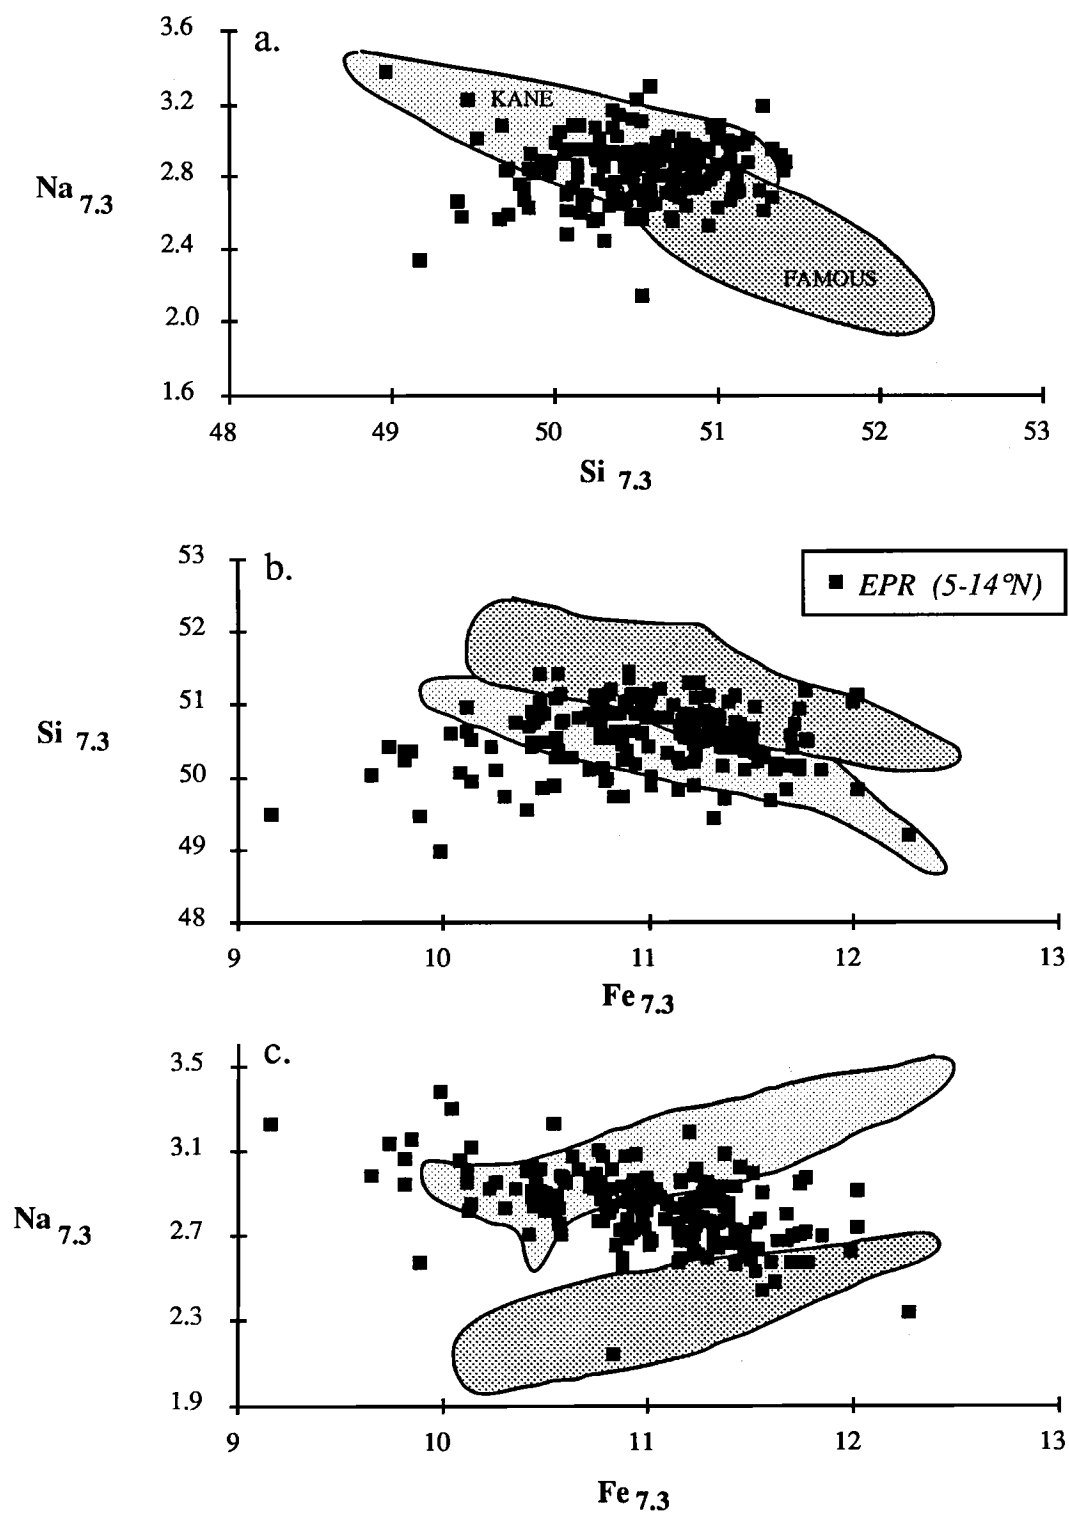 a.
3.6
3.2
2.8
2.4
2.0
1.6
KANE
FAMOUS
Na 7.3
48 49 50 51 52 53
Si 7.3
b.
EPR (5-14°N)
53
52
51
50
49
48
Si 7.3
9 10 11 12 13
Fe 7.3
c.
3.5
3.1
2.7
2.3
1.9
Na 7.3
9 10 11 12 13
Fe 7.3